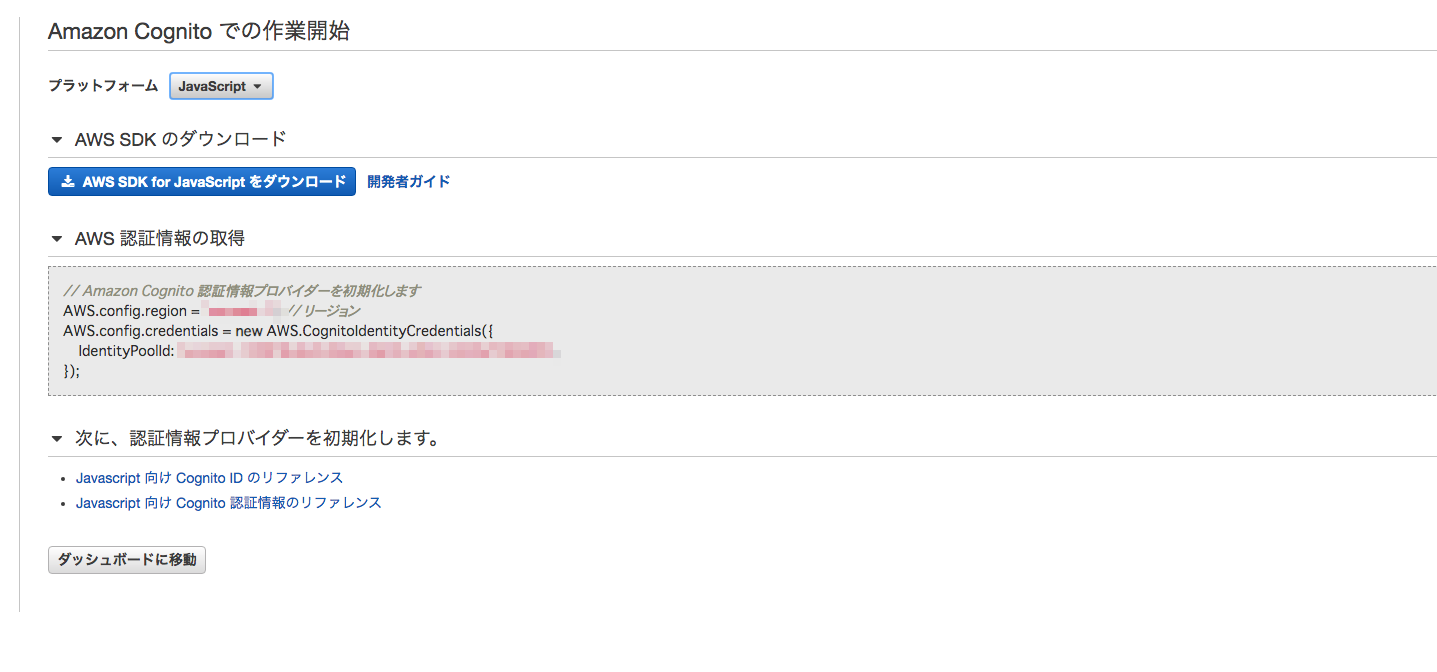 Amazon Cognito での作業開始
プラットフォーム JavaScript
AWS SDK のダウンロード
AWS SDK for JavaScript をダウンロード 開発者ガイド
AWS 認証情報の取得
// Amazon Cognito 認証情報プロバイダーを初期化します
AWS.config.region = // リージョン
AWS.config.credentials = new AWS.CognitoIdentityCredentials({
IdentityPoolId:
});
次に、認証情報プロバイダーを初期化します。
Javascript 向け Cognito ID のリファレンス
Javascript 向け Cognito 認証情報のリファレンス
ダッシュボードに移動